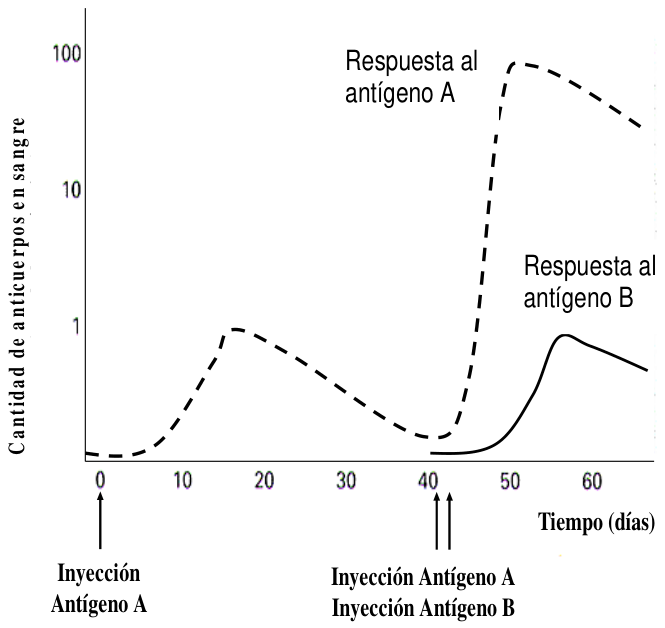 Cantidad de anticuerpos en sangre
100
10
1
Respuesta al
antígeno A
Respuesta al
antígeno B
0 10 20 30 40 50 60
Tiempo (días)
Inyección
Antígeno A
Inyección Antígeno A
Inyección Antígeno B